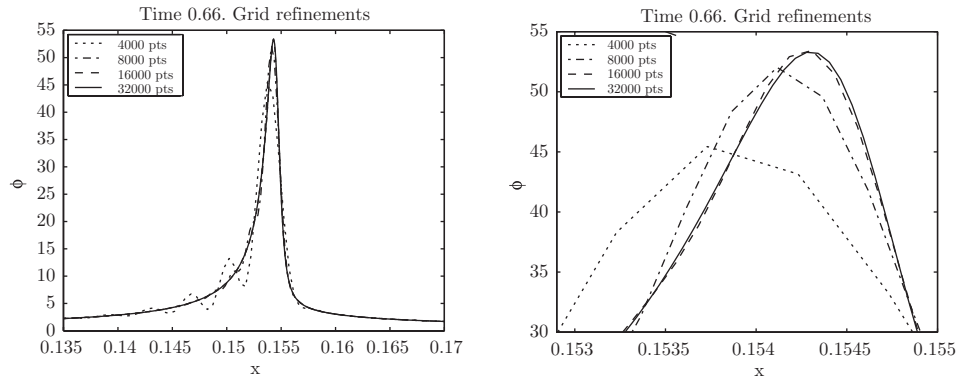 Time 0.66. Grid refinements
55
50
45
40
35
30
25
20
15
10
5
0
4000 pts
8000 pts
16000 pts
32000 pts
ϕ
0.135 0.14 0.145 0.15 0.155 0.16 0.165 0.17
x
Time 0.66. Grid refinements
55
50
45
40
35
30
4000 pts
8000 pts
16000 pts
32000 pts
ϕ
0.153 0.1535 0.154 0.1545 0.155
x